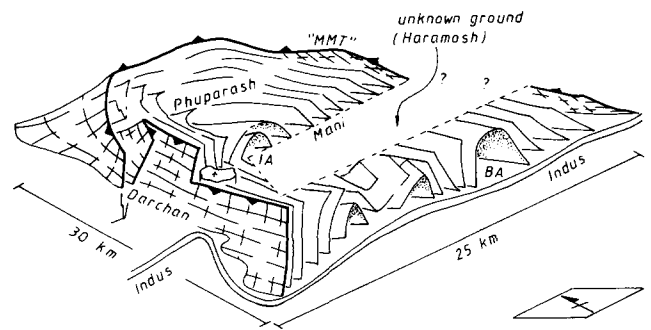 unknown ground
(Haramosh)
"MMT"
?
?
Phuparash
Mani
IA
BA
Indus
Darchan
30 km
Indus
25 km